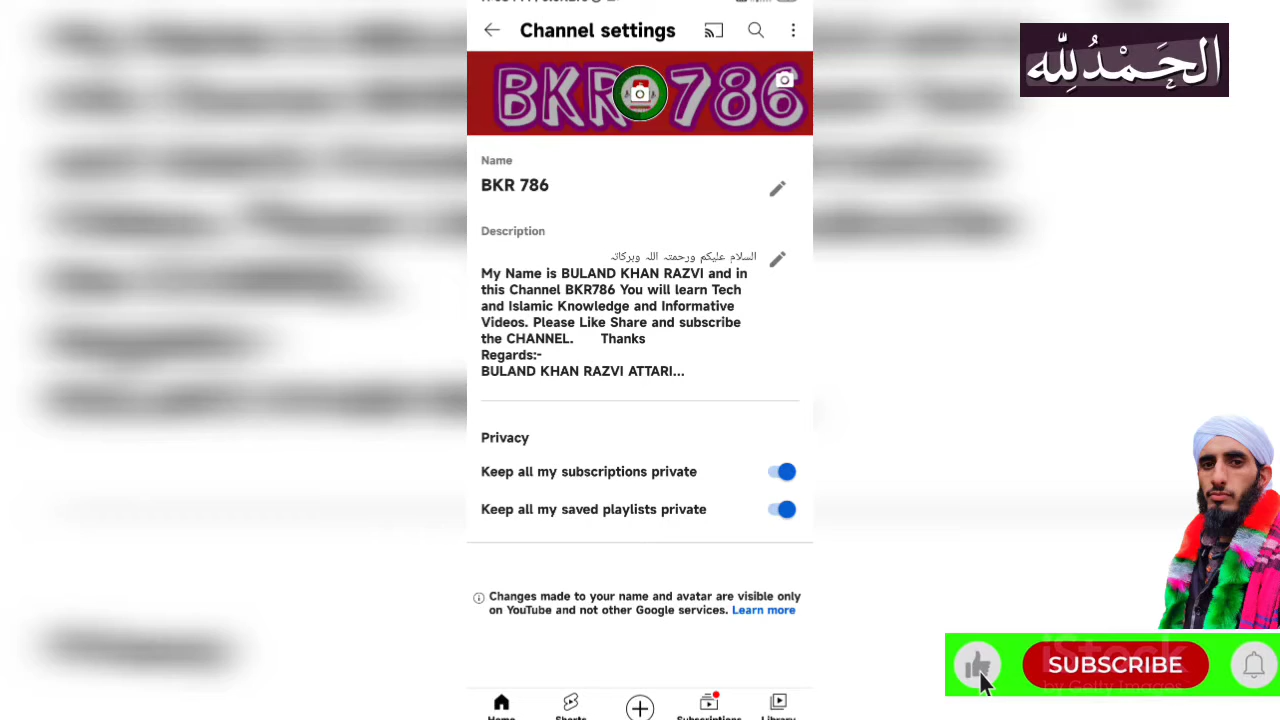 Channel settings
الحَمْدُلِلّٰه
BKR 786
Name
BKR 786
Description
السلام علیکم ورحمتہ اللہ وبرکاتہ
My Name is BULAND KHAN RAZVI and in
this Channel BKR786 You will learn Tech
and Islamic Knowledge and Informative
Videos. Please Like Share and subscribe
the CHANNEL. Thanks
Regards:-
BULAND KHAN RAZVI ATTARI...
Privacy
Keep all my subscriptions private
Keep all my saved playlists private
Changes made to your name and avatar are visible only
on YouTube and not other Google services. Learn more
iStock
SUBSCRIBE
by Getty Images
Home Shorts Subscriptions Library